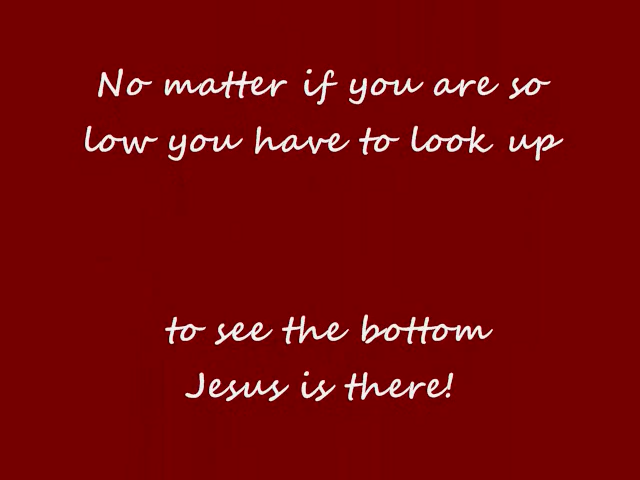 No matter if you are so
low you have to look up
to see the bottom
Jesus is there!